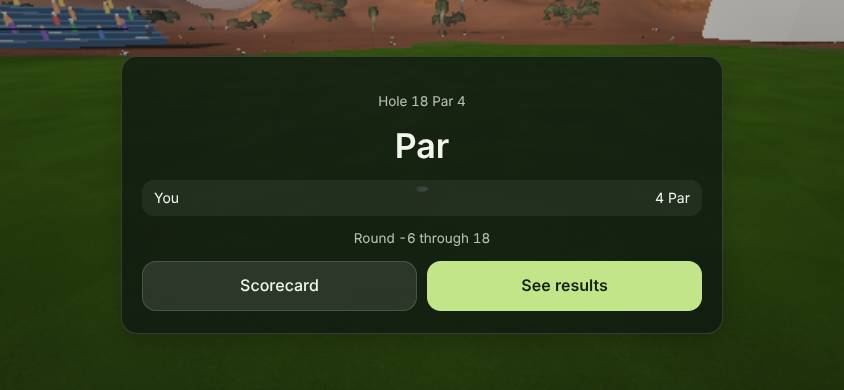 Hole 18 Par 4
Par
You 4 Par
Round -6 through 18
Scorecard See results